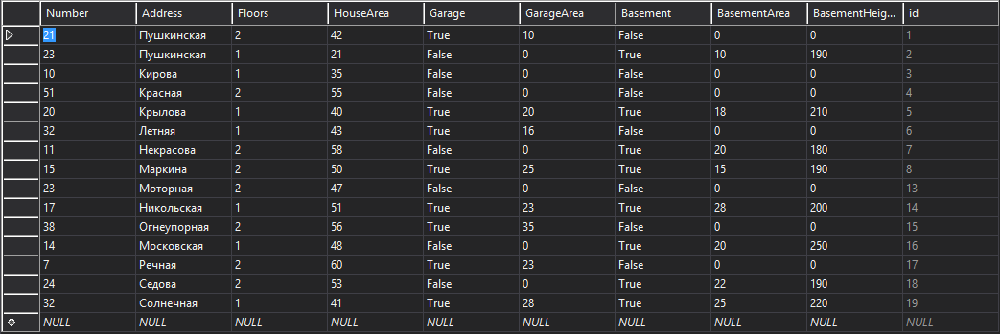 Number Address Floors HouseArea Garage GarageArea Basement BasementArea BasementHeig... id
21 Пушкинская 2 42 True 10 False 0 0 1
23 Пушкинская 1 21 False 0 True 10 190 2
10 Кирова 1 35 False 0 False 0 0 3
51 Красная 2 55 False 0 False 0 0 4
20 Крылова 1 40 True 20 True 18 210 5
32 Летняя 1 43 True 16 False 0 0 6
11 Некрасова 2 58 False 0 True 20 180 7
15 Маркина 2 50 True 25 True 15 190 8
23 Моторная 2 47 False 0 False 0 0 13
17 Никольская 1 51 True 23 True 28 200 14
38 Огнеупорная 2 56 True 35 False 0 0 15
14 Московская 1 48 False 0 True 20 250 16
7 Речная 2 60 True 23 False 0 0 17
24 Седова 2 53 False 0 True 22 190 18
32 Солнечная 1 41 True 28 True 25 220 19
NULL NULL NULL NULL NULL NULL NULL NULL NULL NULL